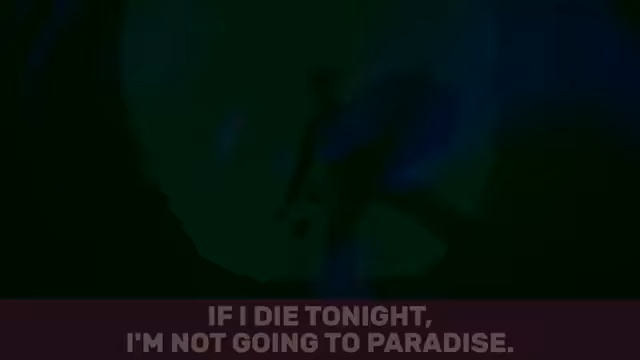 IF I DIE TONIGHT,
I'M NOT GOING TO PARADISE.